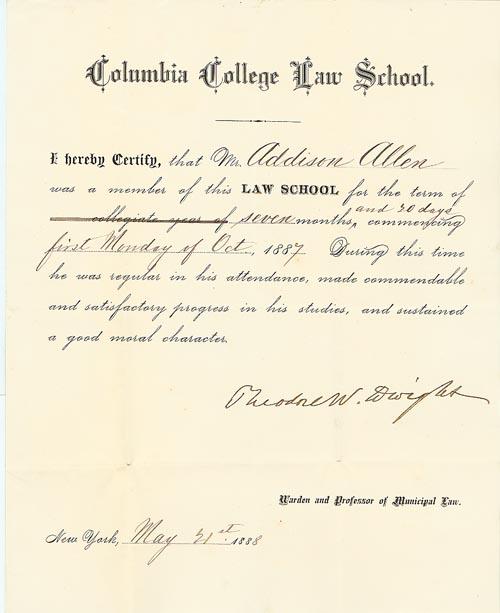 Columbia College Law School.
I hereby Certify, that Mr. Addison Allen
was a member of this LAW SCHOOL for the term of
collegiate year of seven months, and 20 days commencing
first Monday of Oct., 1887 During this time
he was regular in his attendance, made commendable
and satisfactory progress in his studies, and sustained
a good moral character.
Theodore W. Dwight
Warden and Professor of Municipal Law.
New York, May 21st 1888